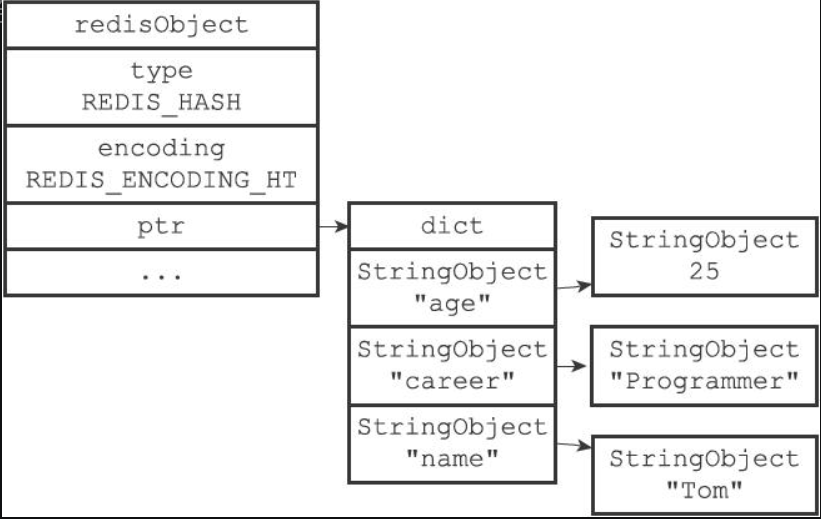 redisObject
type
REDIS_HASH
encoding
REDIS_ENCODING_HT
ptr
...
dict
StringObject
"age"
StringObject
"career"
StringObject
"name"
StringObject
25
StringObject
"Programmer"
StringObject
"Tom"